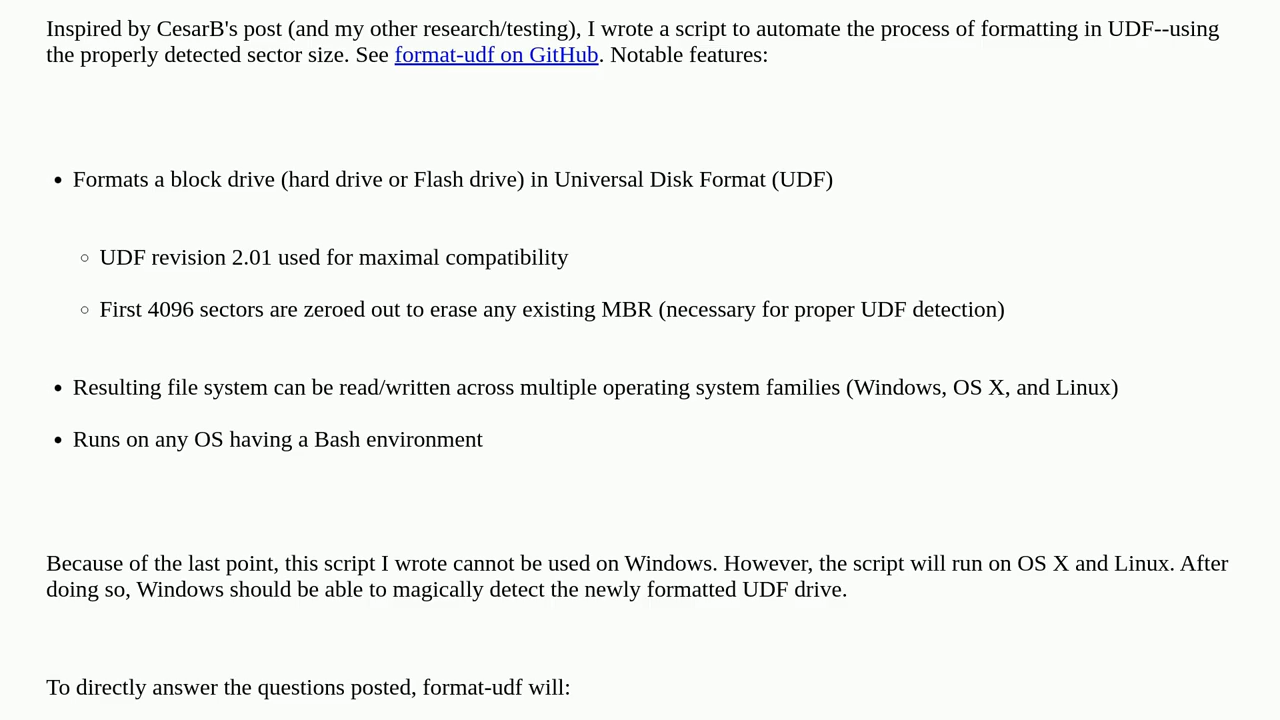 Inspired by CesarB's post (and my other research/testing), I wrote a script to automate the process of formatting in UDF--using
the properly detected sector size. See format-udf on GitHub. Notable features:
• Formats a block drive (hard drive or Flash drive) in Universal Disk Format (UDF)
○ UDF revision 2.01 used for maximal compatibility
○ First 4096 sectors are zeroed out to erase any existing MBR (necessary for proper UDF detection)
• Resulting file system can be read/written across multiple operating system families (Windows, OS X, and Linux)
• Runs on any OS having a Bash environment
Because of the last point, this script I wrote cannot be used on Windows. However, the script will run on OS X and Linux. After
doing so, Windows should be able to magically detect the newly formatted UDF drive.
To directly answer the questions posted, format-udf will: